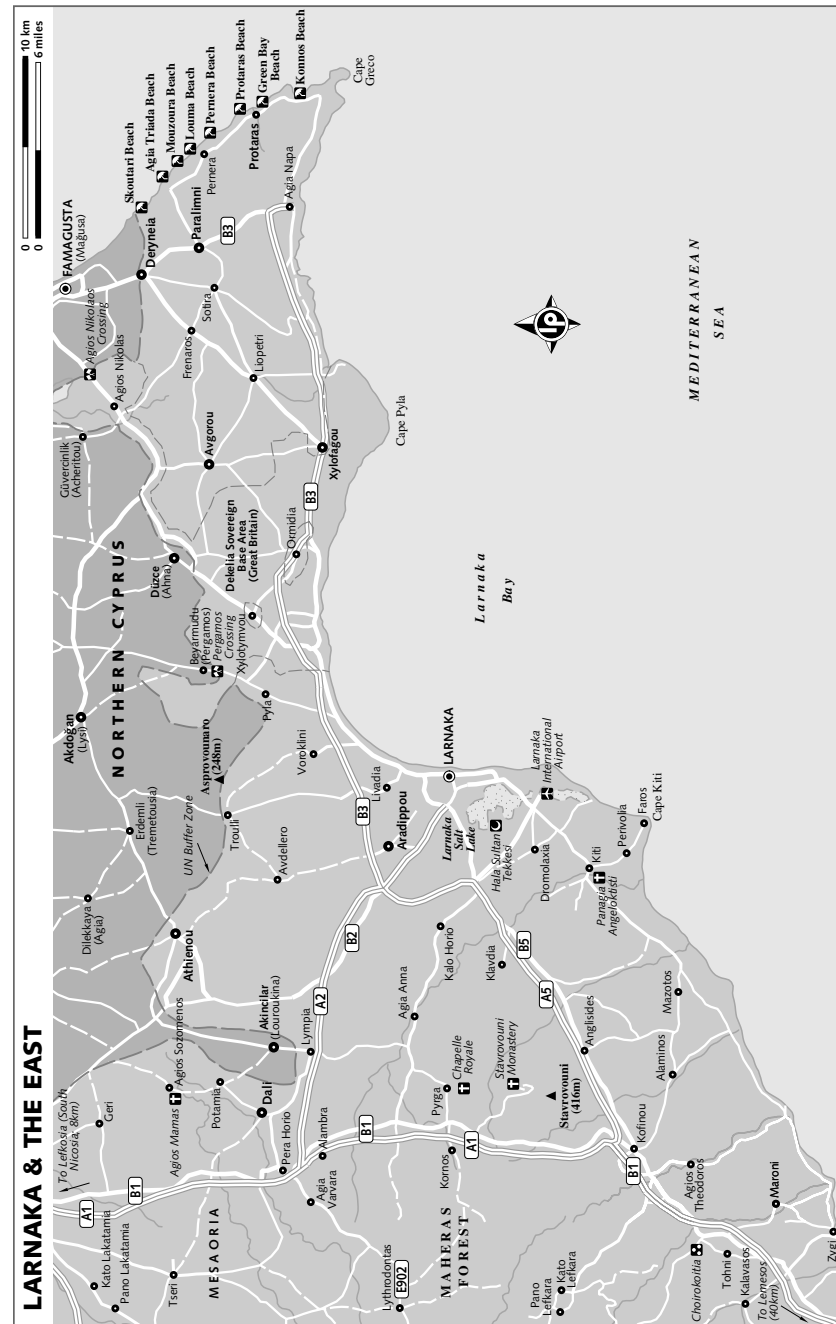 LARNAKA & THE EAST
0 10 km
0 6 miles
To Lefkosia (South
Nicosia; 8km)
A1
B1
Kato Lakatamia
Pano Lakatamia
Tseri
MESAORIA
Geri
Agios Mamas
Agios Sozomenos
Potamia
Dali
Pera Horio
Alambra
Agia
Varvara
Lythrodontas
E902
MAHERAS
FOREST
Akincilar
(Louroukina)
Lympia
A2
B2
B1
A1
Kornos
Pyrga
Chapelle
Royale
Agia Anna
Stavrovouni
Monastery
Stavrovouni
(416m)
Kalo Horio
Klavdia
B5
A5
Anglisides
Kofinou
B1
Pano
Lefkara
Kato
Lefkara
Choirokoitia
Tohni
Kalavasos
To Lemesos
(40km)
Agios
Theodoros
Maroni
Zygi
Alaminos
Mazotos
Dilekkaya
(Agia)
Athienou
Erdemli
(Tremetousia)
UN Buffer Zone
Troulli
Avdellero
Asprovounaro
(248m)
NORTHERN CYPRUS
Akdoğan
(Lysi)
Voroklini
B3
Livadia
Aradippou
LARNAKA
Larnaka
Salt
Lake
Hala Sultan
Tekkesi
Larnaka
International
Airport
Dromolaxia
Kiti
Panagia
Angeloktisti
Perivolia
Faros
Cape Kiti
Pyla
Beyarmudu
(Pergamos)
Pergamos
Crossing
Xylotymvou
Düzce
(Ahna)
Dekelia Sovereign
Base Area
(Great Britain)
Ormidia
B3
Xylofagou
Cape Pyla
Avgorou
Güvercinlik
(Acheritou)
Agios Nikolas
Agios Nikolaos
Crossing
FAMAGUSTA
(Mağusa)
Frenaros
Liopetri
Sotira
Deryneia
Paralimni
B3
Agia Napa
Pernera
Protaras
Skoutari Beach
Agia Triada Beach
Mouzoura Beach
Louma Beach
Pernera Beach
Protaras Beach
Green Bay
Beach
Konnos Beach
Cape
Greco
Larnaka
Bay
MEDITERRANEAN
SEA
lp